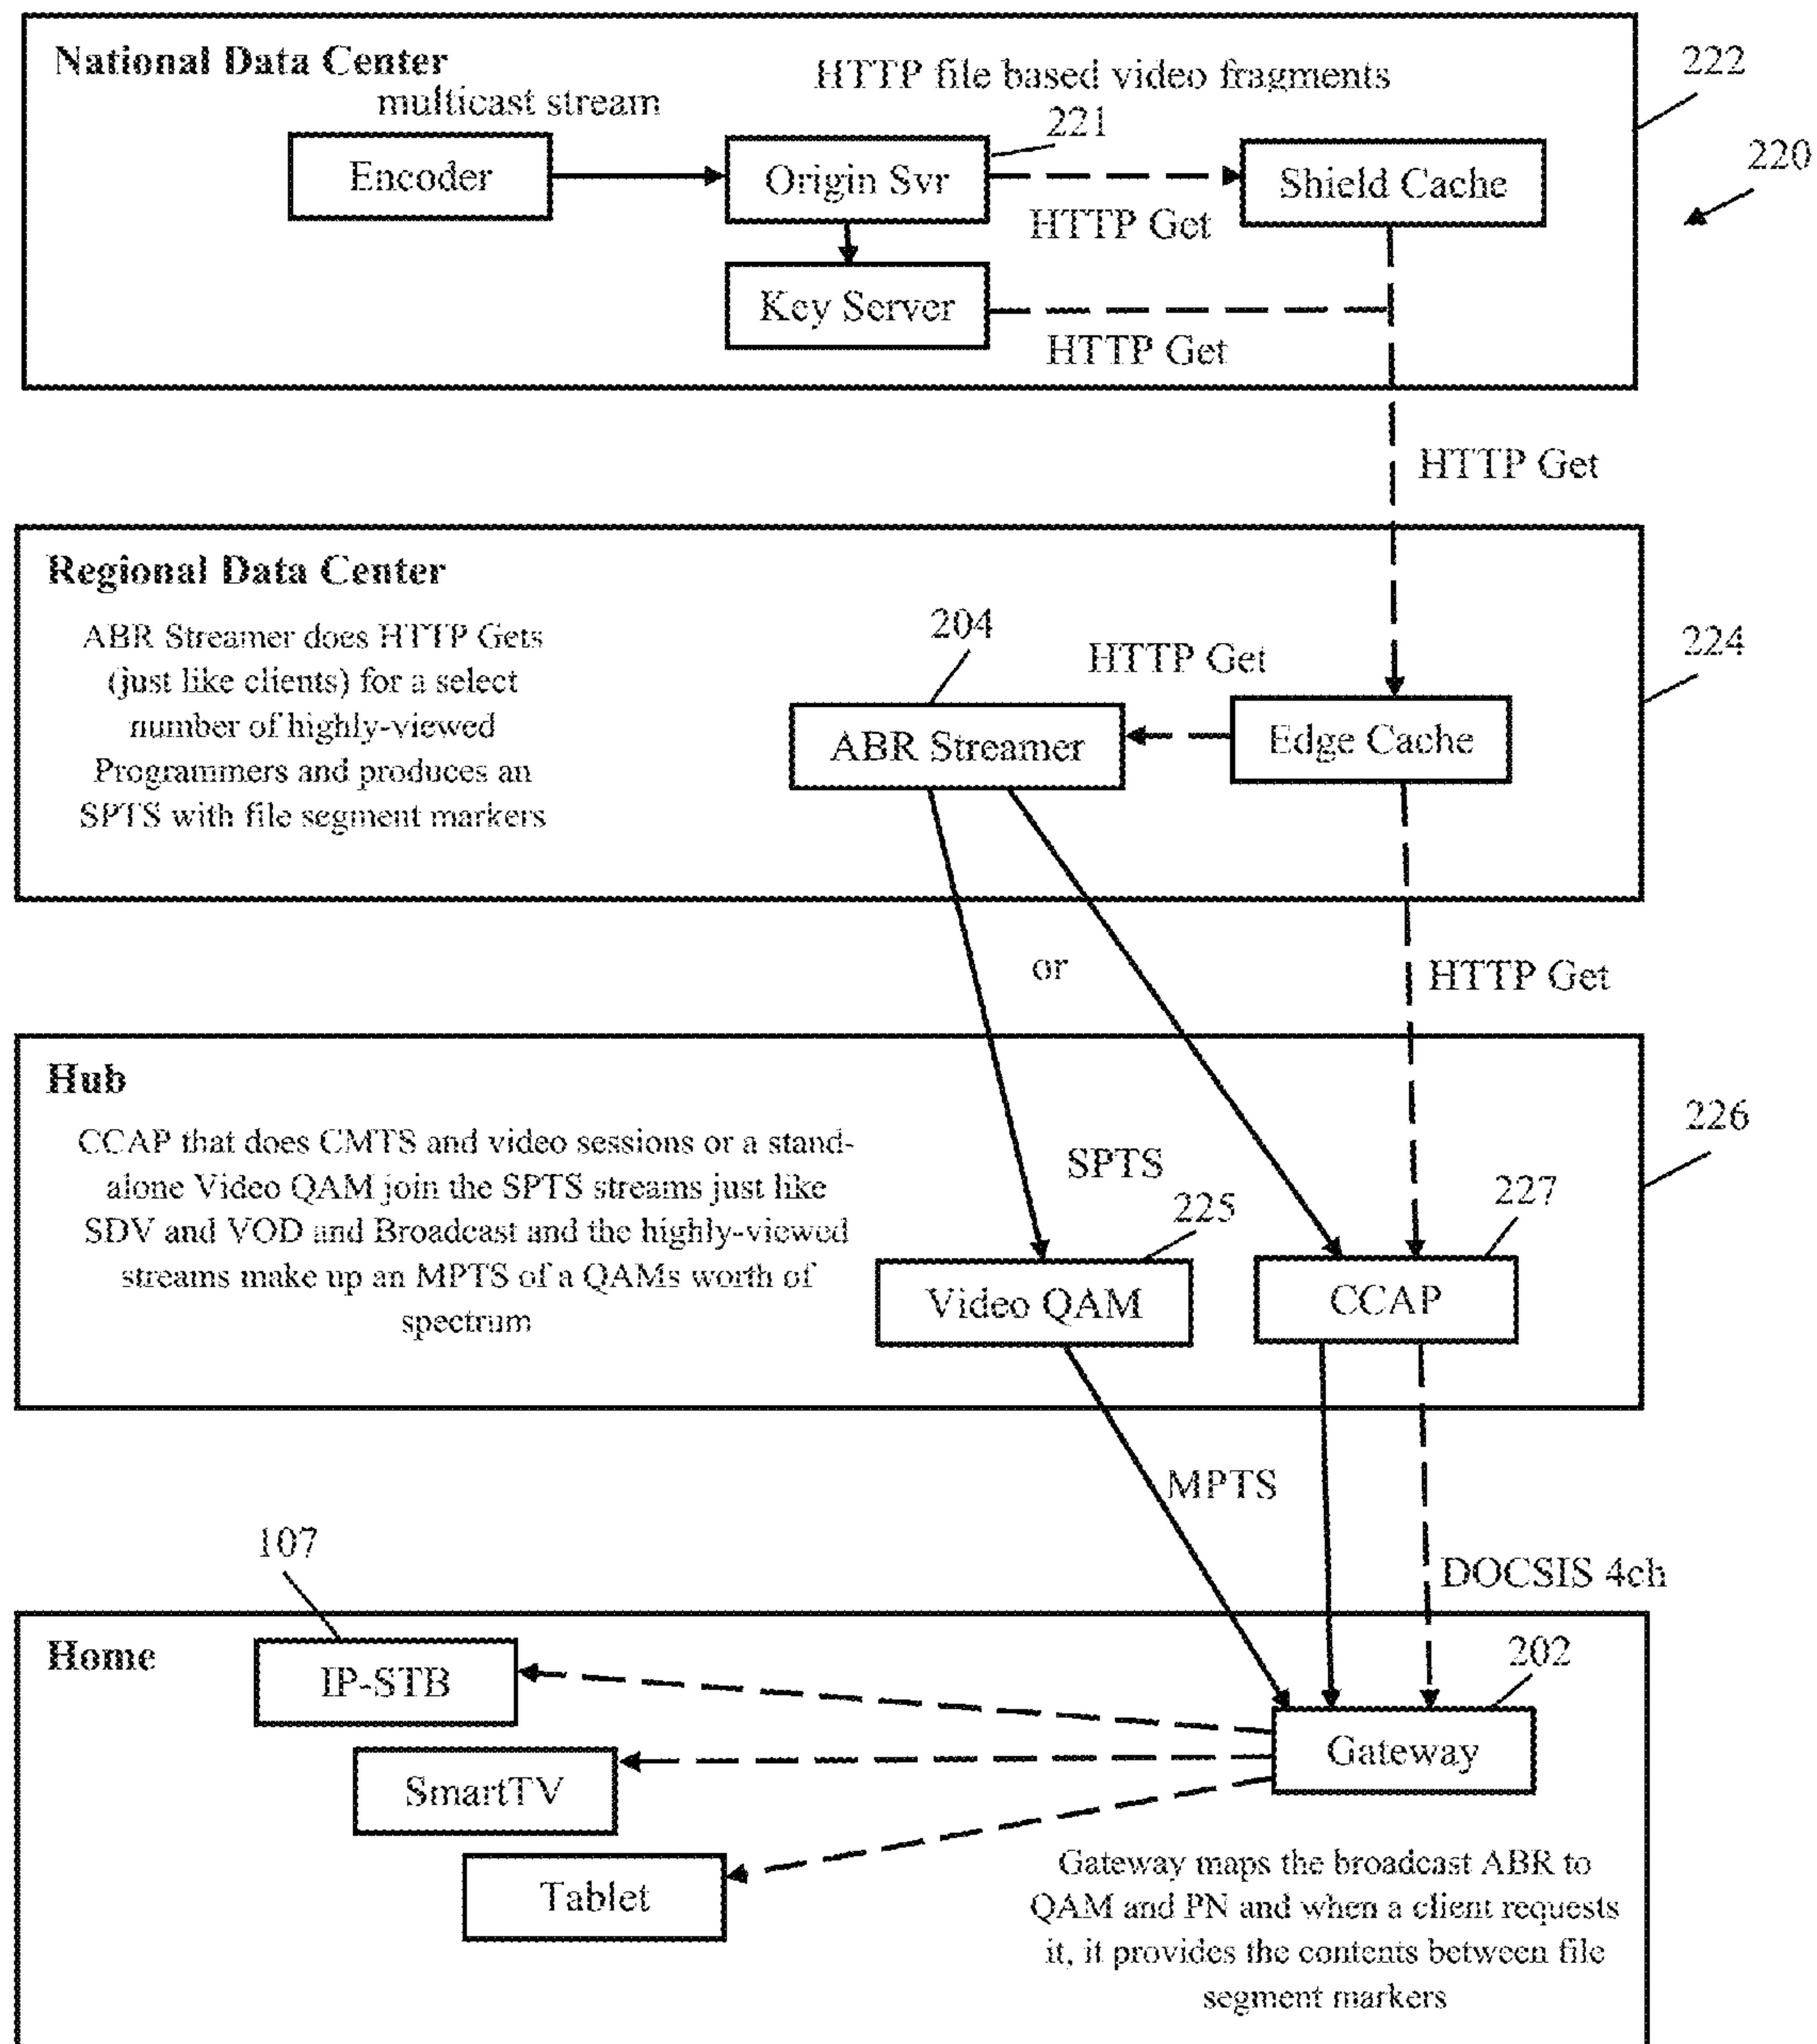 National Data Center
multicast stream
HTTP file based video fragments
222
221
220
Encoder
Origin Svr
Shield Cache
HTTP Get
Key Server
HTTP Get
HTTP Get
Regional Data Center
ABR Streamer does HTTP Gets
(just like clients) for a select
number of highly-viewed
Programmers and produces an
SPTS with file segment markers
204
HTTP Get
224
ABR Streamer
Edge Cache
or
HTTP Get
Hub
CCAP that does CMTS and video sessions or a stand-
alone Video QAM join the SPTS streams just like
SDV and VOD and Broadcast and the highly-viewed
streams make up an MPTS of a QAMs worth of
spectrum
226
SPTS
225
227
Video QAM
CCAP
MPTS
DOCSIS 4ch
107
Home
202
IP-STB
Gateway
SmartTV
Tablet
Gateway maps the broadcast ABR to
QAM and PN and when a client requests
it, it provides the contents between file
segment markers